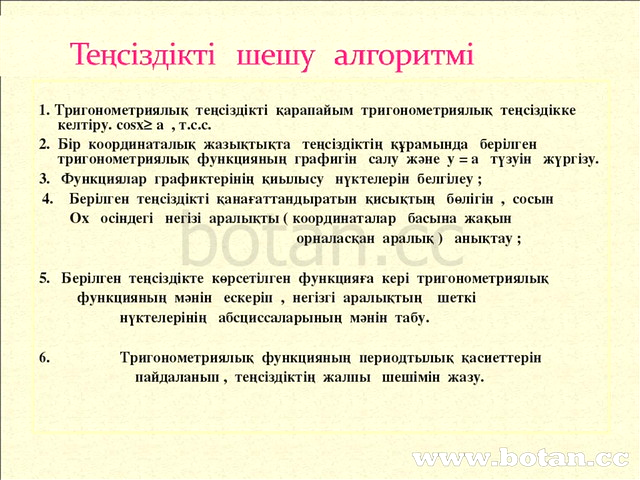 Теңсіздікті шешу алгоритмі
1. Тригонометриялық теңсіздікті қарапайым тригонометриялық теңсіздікке
келтіру. cosx≥ a , т.с.с.
2. Бір координаталық жазықтықта теңсіздіктің құрамында берілген
тригонометриялық функцияның графигін салу және y = a түзуін жүргізу.
3. Функциялар графиктерінің қиылысу нүктелерін белгілеу ;
4. Берілген теңсіздікті қанағаттандыратын қисықтың бөлігін , сосын
Ox осіндегі негізі аралықты ( координаталар басына жақын
орналасқан аралық ) анықтау ;
botan.cc
5. Берілген теңсіздікте көрсетілген функцияға кері тригонометриялық
функцияның мәнін ескеріп , негізгі аралықтың шеткі
нүктелерінің абсциссаларының мәнін табу.
6. Тригонометриялық функцияның периодтылық қасиеттерін
пайдаланып , теңсіздіктің жалпы шешімін жазу.
www.botan.cc